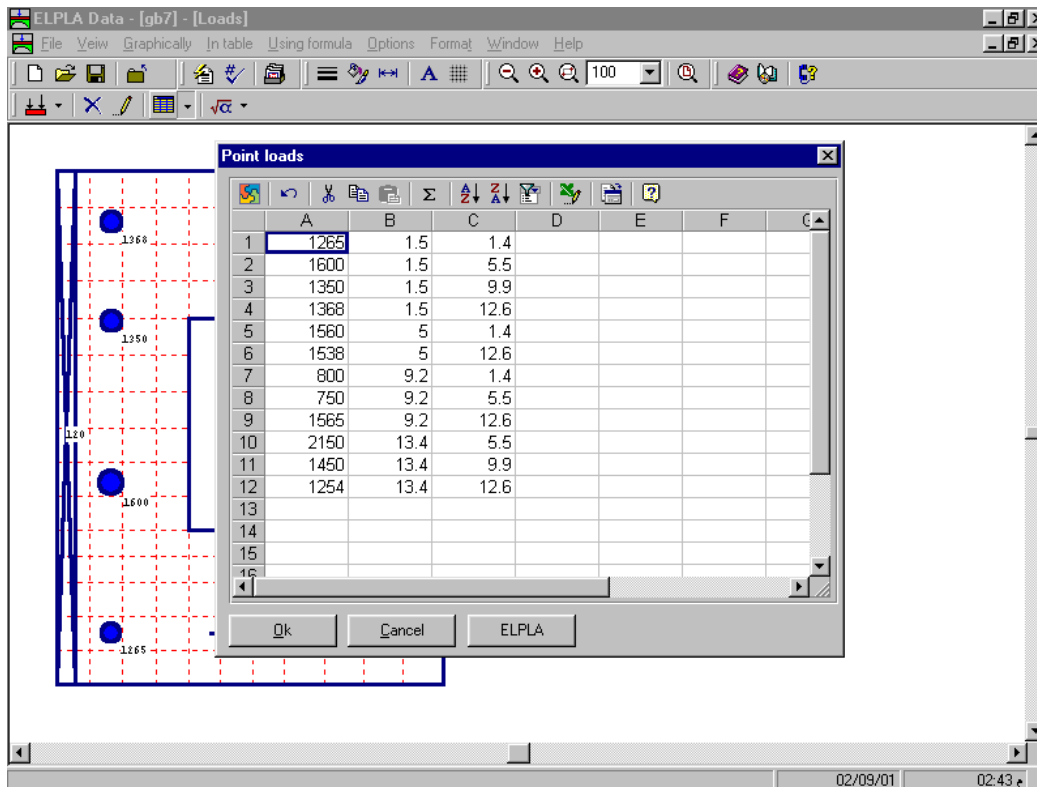 ELPLA Data - [gb7] - [Loads]
File Veiw Graphically In table Using formula Options Format Window Help
100
Point loads
A B C D E F G
1 1265 1.5 1.4
2 1600 1.5 5.5
3 1350 1.5 9.9
4 1368 1.5 12.6
5 1560 5 1.4
6 1538 5 12.6
7 800 9.2 1.4
8 750 9.2 5.5
9 1565 9.2 12.6
10 2150 13.4 5.5
11 1450 13.4 9.9
12 1254 13.4 12.6
13
14
15
16
Ok Cancel ELPLA
1368
1350
120
1600
1265
02/09/01 02:43 م